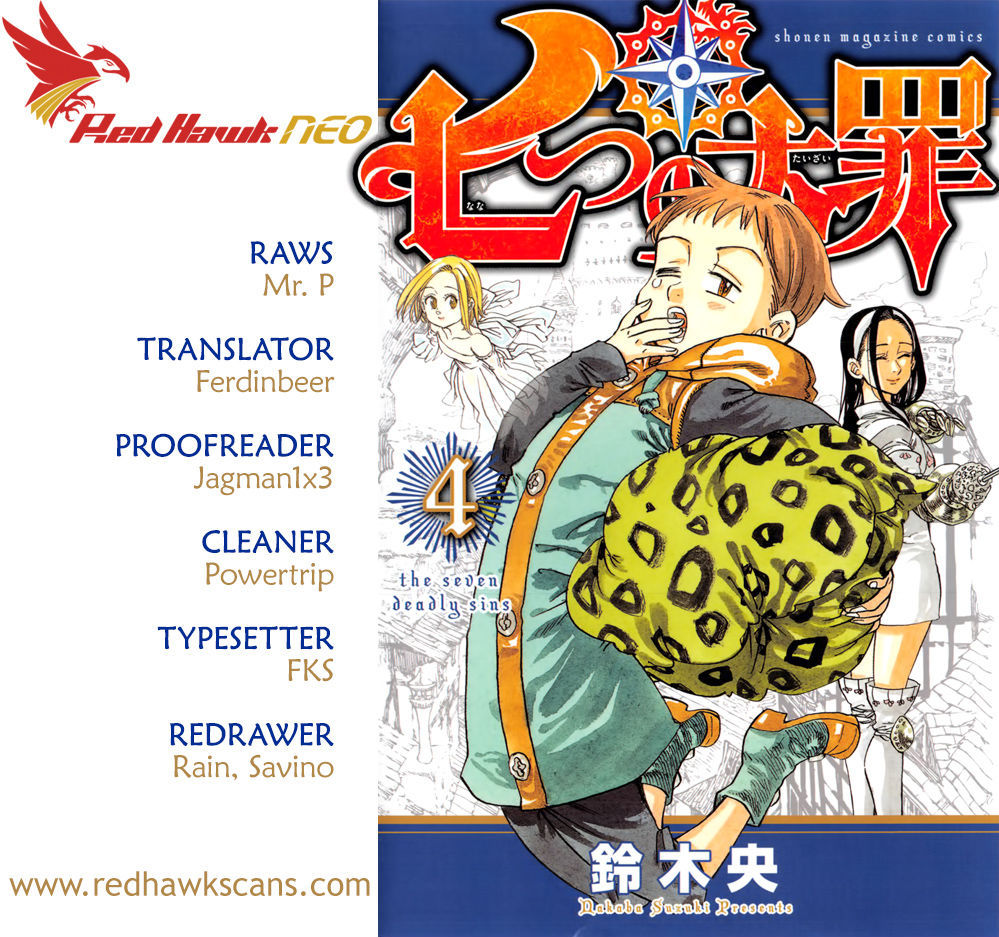 Red Hawk NEO
RAWS
Mr. P
TRANSLATOR
Ferdinbeer
PROOFREADER
Jagman1x3
CLEANER
Powertrip
TYPESETTER
FKS
REDRAWER
Rain, Savino
www.redhawkscans.com
shonen magazine comics
七つの大罪
なな
たいざい
4
the seven
deadly sins
鈴木央
Nakaba Suzuki Presents